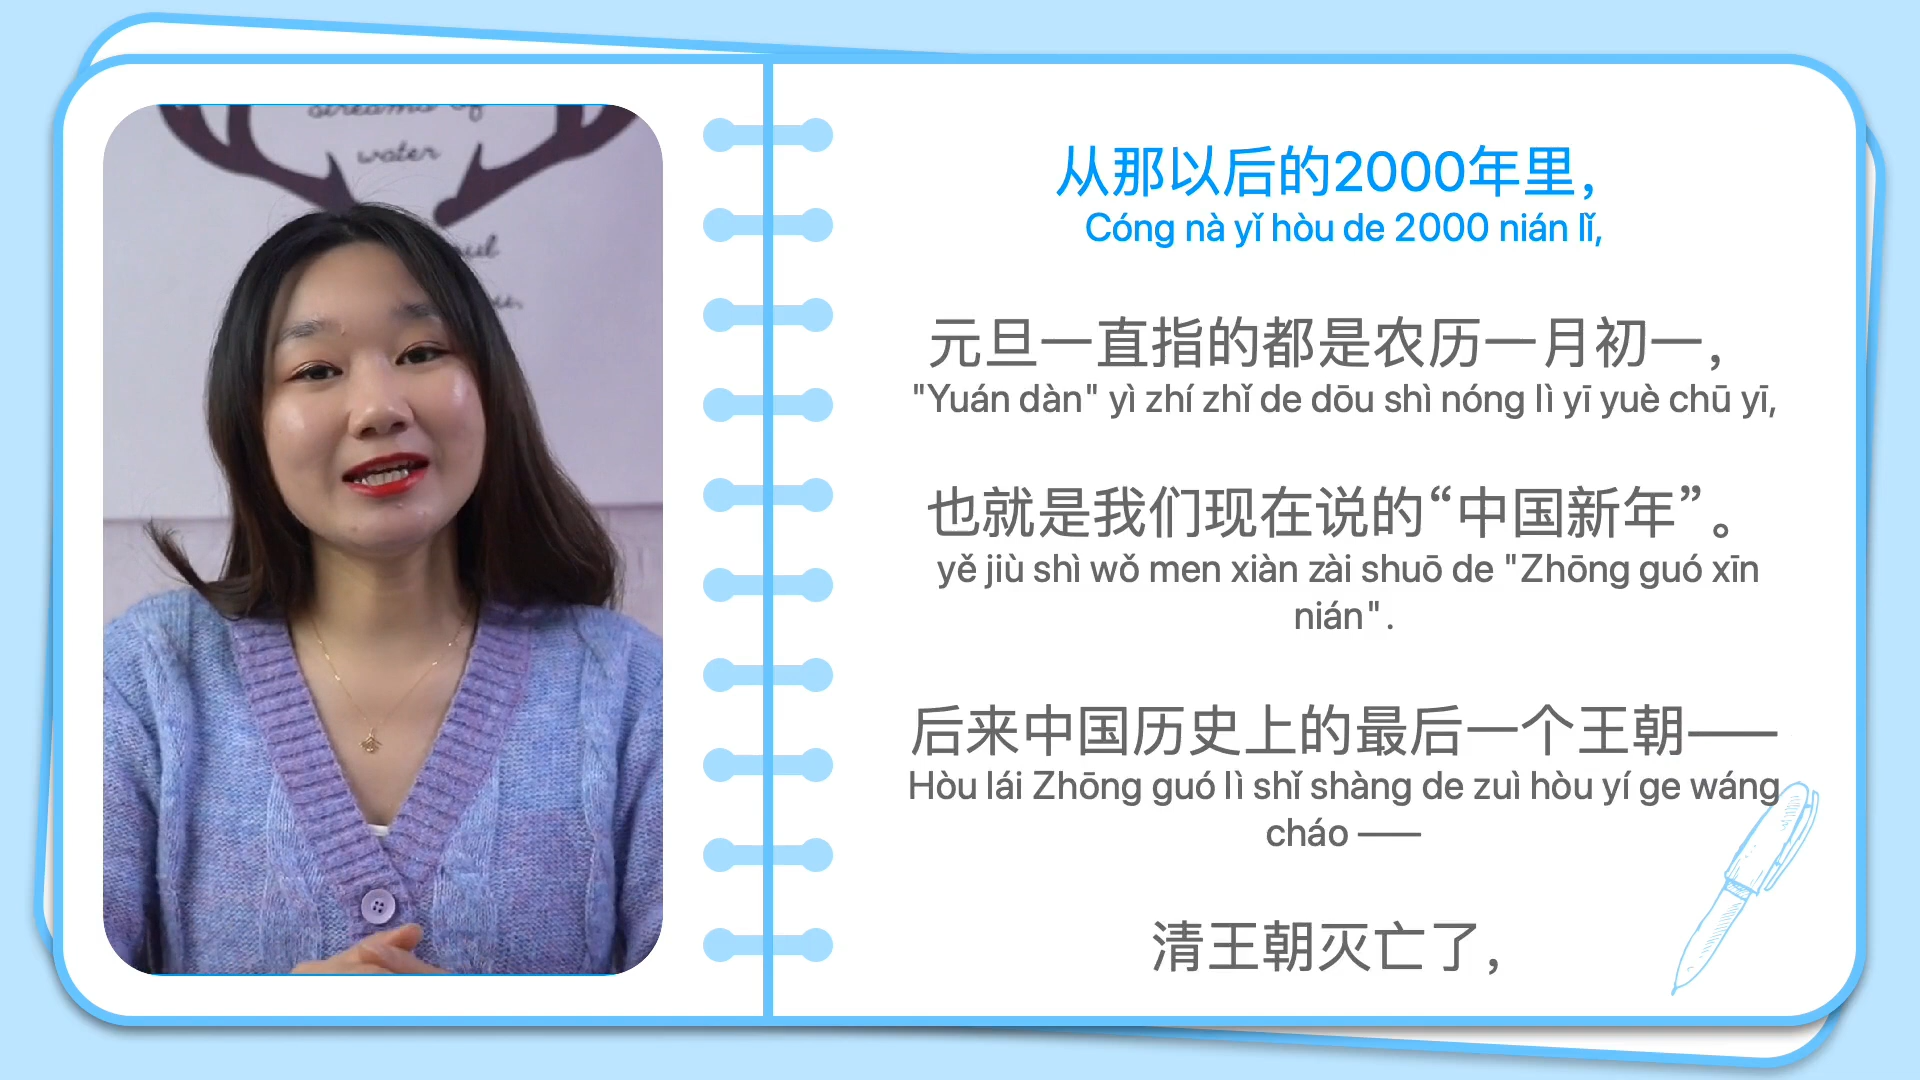 streams of
water
从那以后的2000年里，
Cóng nà yǐ hòu de 2000 nián lǐ,
元旦一直指的都是农历一月初一，
"Yuán dàn" yì zhí zhǐ de dōu shì nóng lì yī yuè chū yī,
也就是我们现在说的“中国新年”。
yě jiù shì wǒ men xiàn zài shuō de "Zhōng guó xīn
nián".
后来中国历史上的最后一个王朝——
Hòu lái Zhōng guó lì shǐ shàng de zuì hòu yí ge wáng
cháo ——
清王朝灭亡了，